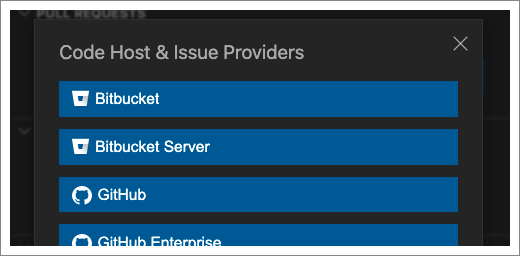 PULL REQUESTS
Code Host & Issue Providers
Bitbucket
Bitbucket Server
GitHub
GitHub Enterprise